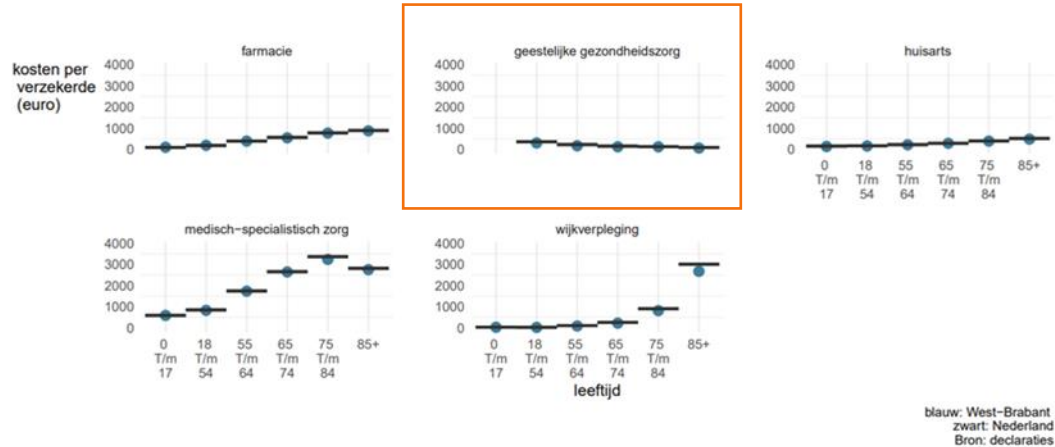 farmacie
geestelijke gezondheidszorg
huisarts
kosten per
verzekerde
(euro)
4000
3000
2000
1000
0
4000
3000
2000
1000
0
4000
3000
2000
1000
0
0 18 55 65 75 85+
T/m T/m T/m T/m T/m
17 54 64 74 84
medisch-specialistisch zorg
wijkverpleging
4000
3000
2000
1000
0
4000
3000
2000
1000
0
0 18 55 65 75 85+
T/m T/m T/m T/m T/m
17 54 64 74 84
0 18 55 65 75 85+
T/m T/m T/m T/m T/m
17 54 64 74 84
leeftijd
blauw: West-Brabant
zwart: Nederland
Bron: declaraties